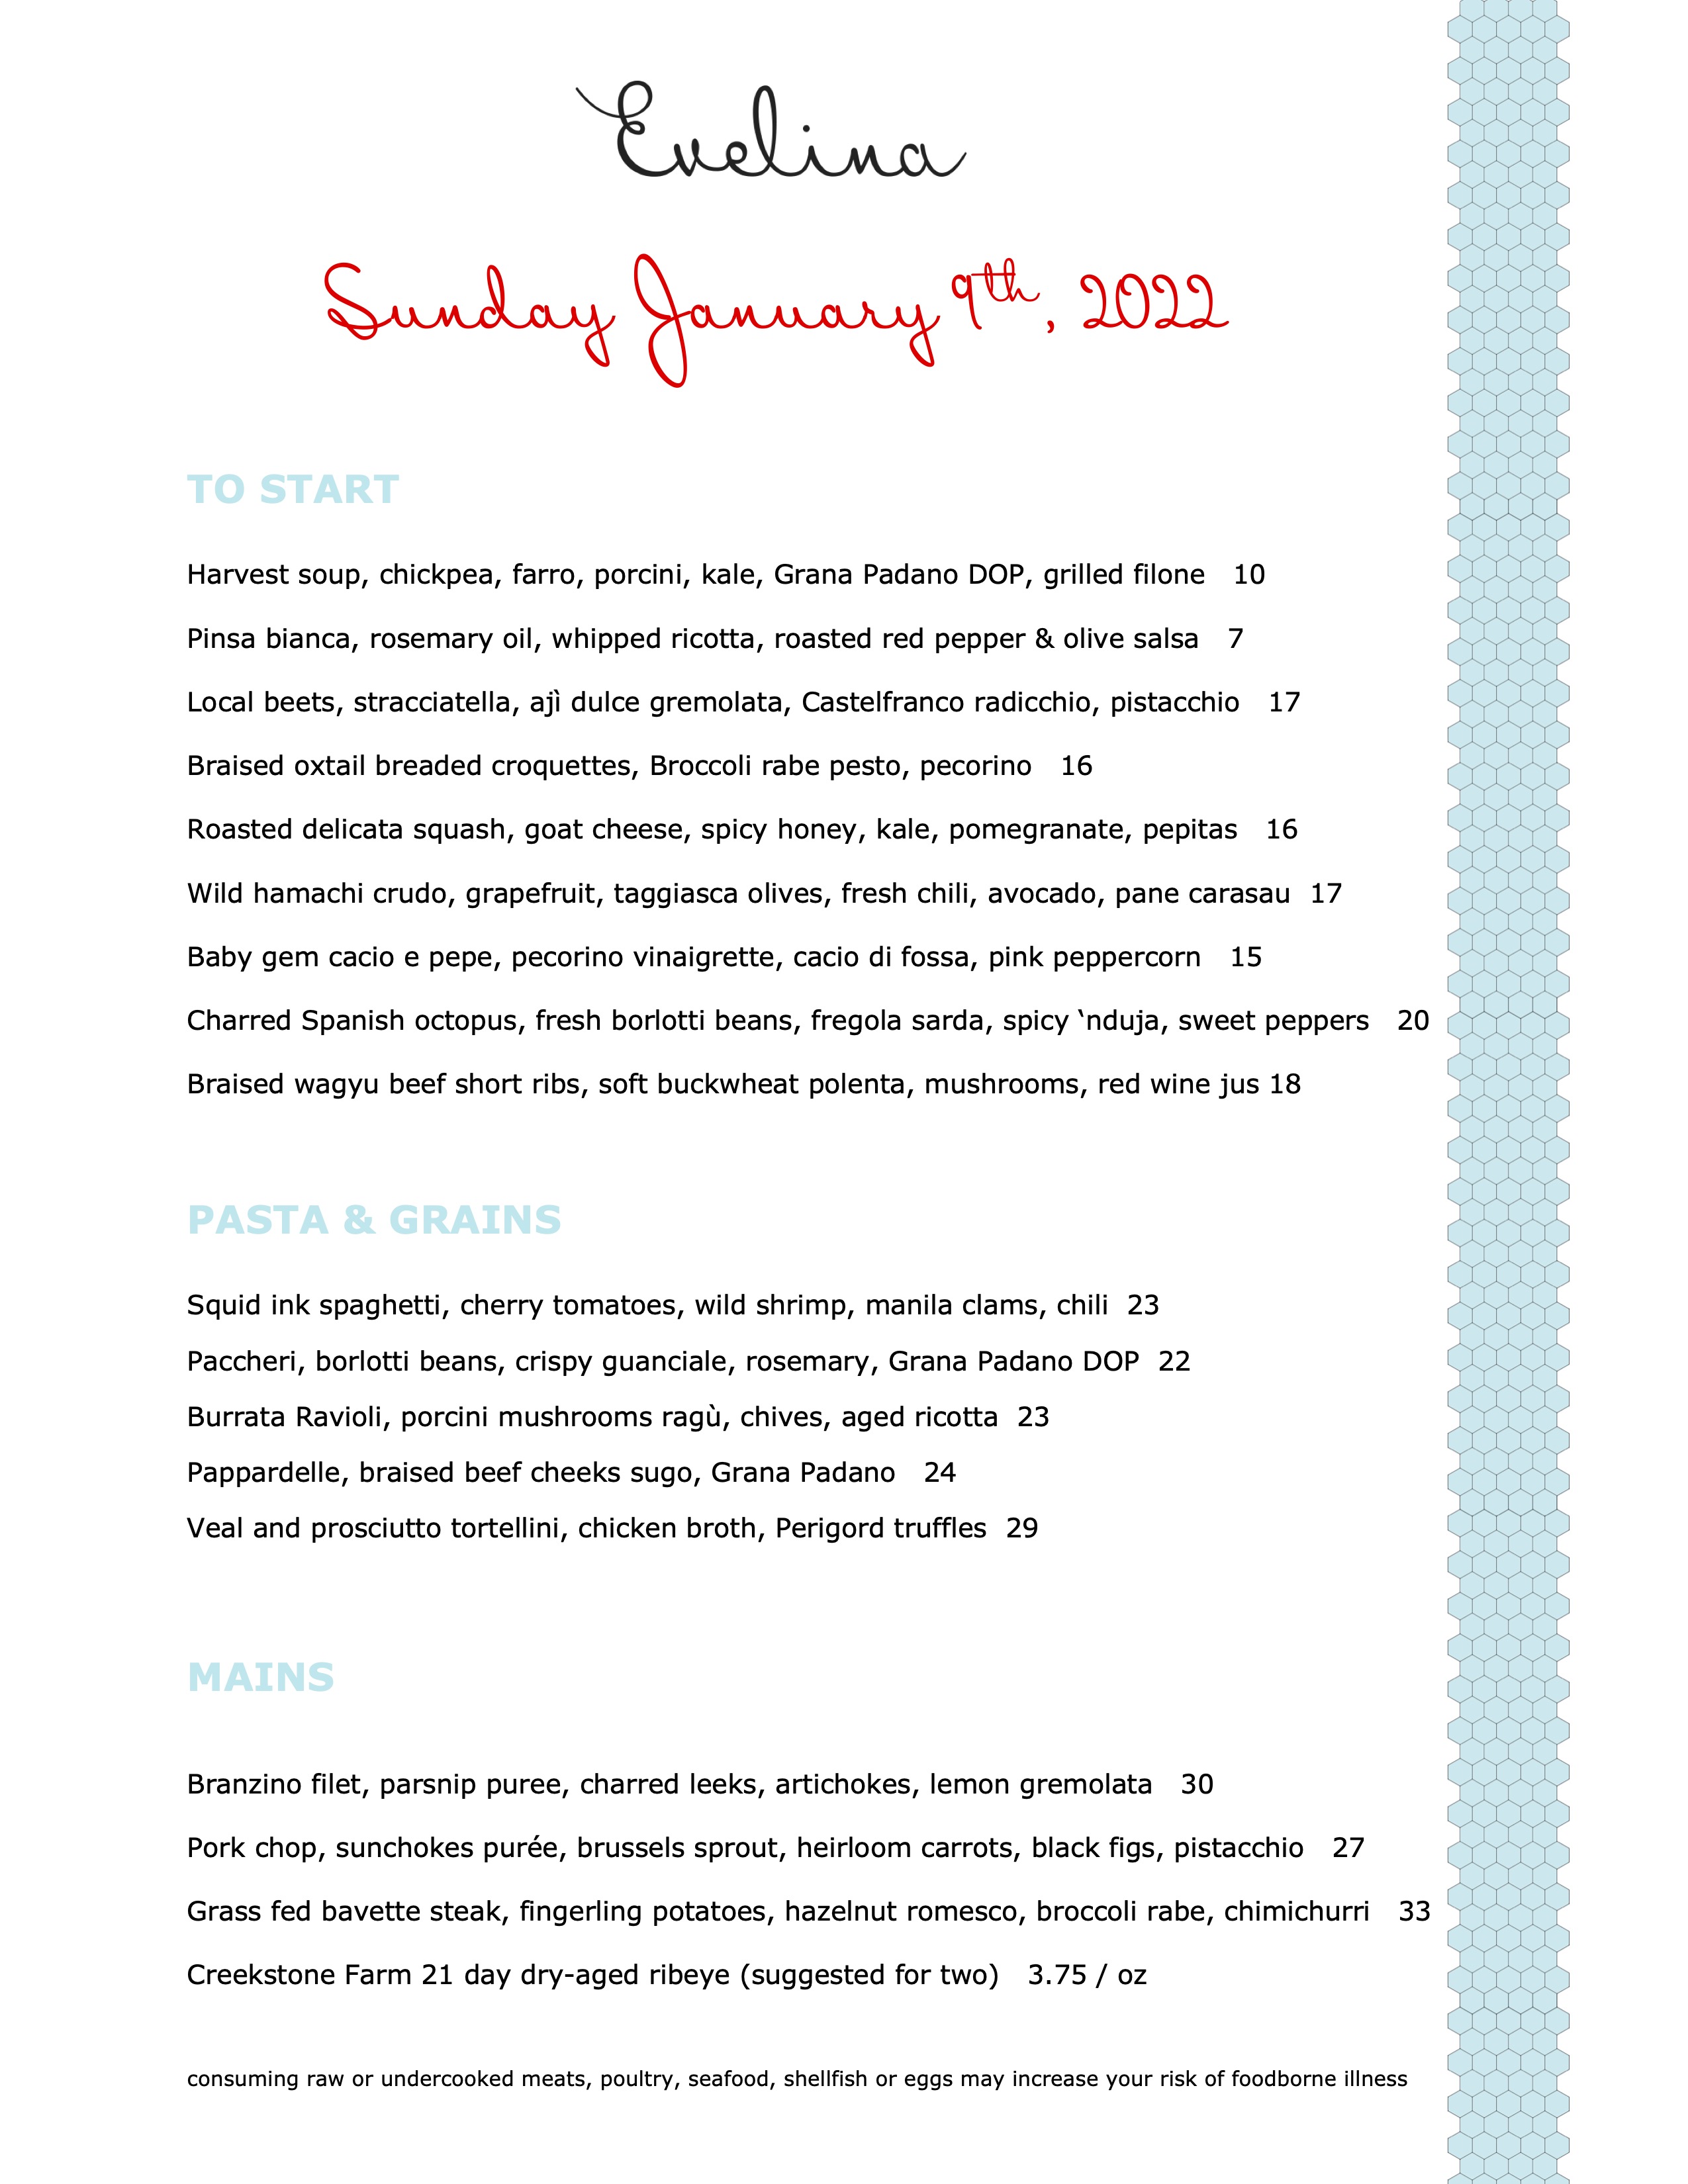 Evelina
Sunday January 9th, 2022
TO START
Harvest soup, chickpea, farro, porcini, kale, Grana Padano DOP, grilled filone 10
Pinsa bianca, rosemary oil, whipped ricotta, roasted red pepper & olive salsa 7
Local beets, stracciatella, ajì dulce gremolata, Castelfranco radicchio, pistacchio 17
Braised oxtail breaded croquettes, Broccoli rabe pesto, pecorino 16
Roasted delicata squash, goat cheese, spicy honey, kale, pomegranate, pepitas 16
Wild hamachi crudo, grapefruit, taggiasca olives, fresh chili, avocado, pane carasau 17
Baby gem cacio e pepe, pecorino vinaigrette, cacio di fossa, pink peppercorn 15
Charred Spanish octopus, fresh borlotti beans, fregola sarda, spicy ‘nduja, sweet peppers 20
Braised wagyu beef short ribs, soft buckwheat polenta, mushrooms, red wine jus 18
PASTA & GRAINS
Squid ink spaghetti, cherry tomatoes, wild shrimp, manila clams, chili 23
Paccheri, borlotti beans, crispy guanciale, rosemary, Grana Padano DOP 22
Burrata Ravioli, porcini mushrooms ragù, chives, aged ricotta 23
Pappardelle, braised beef cheeks sugo, Grana Padano 24
Veal and prosciutto tortellini, chicken broth, Perigord truffles 29
MAINS
Branzino filet, parsnip puree, charred leeks, artichokes, lemon gremolata 30
Pork chop, sunchokes purée, brussels sprout, heirloom carrots, black figs, pistacchio 27
Grass fed bavette steak, fingerling potatoes, hazelnut romesco, broccoli rabe, chimichurri 33
Creekstone Farm 21 day dry-aged ribeye (suggested for two) 3.75 / oz
consuming raw or undercooked meats, poultry, seafood, shellfish or eggs may increase your risk of foodborne illness